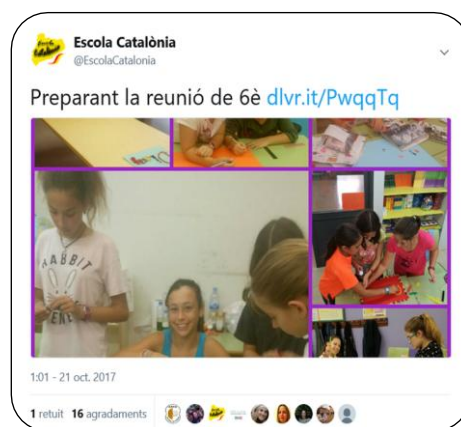 Escola Catalònia
@EscolaCatalonia
Preparant la reunió de 6è dlvr.it/PwqqTq
RABBIT
1:01 - 21 oct. 2017
1 retuit 16 agradaments